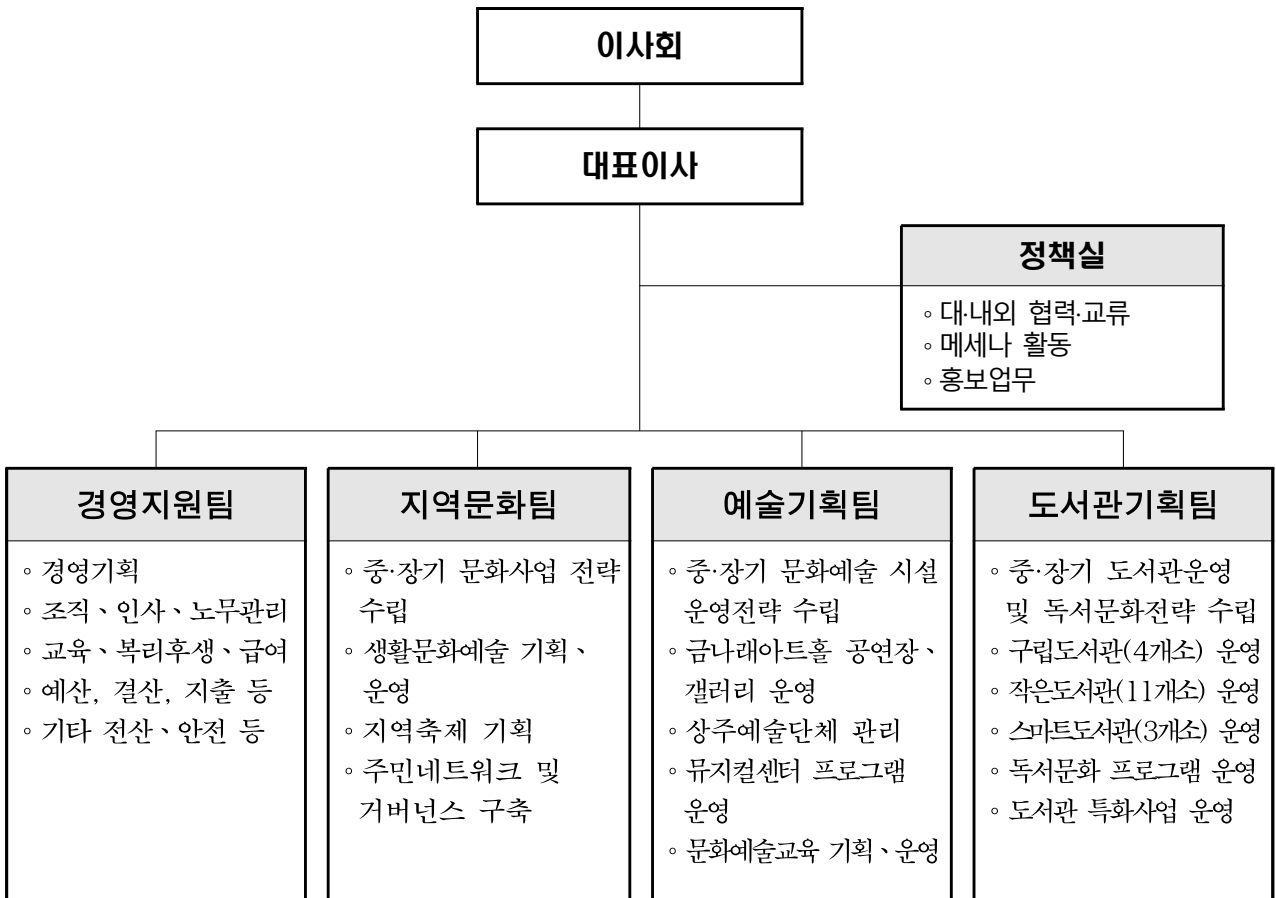 이사회
대표이사
정책실
◦ 대·내외 협력·교류
◦ 메세나 활동
◦ 홍보업무
경영지원팀
◦ 경영기획
◦ 조직、인사、노무관리
◦ 교육、복리후생、급여
◦ 예산, 결산, 지출 등
◦ 기타 전산、안전 등
지역문화팀
◦ 중·장기 문화사업 전략
수립
◦ 생활문화예술 기획、
운영
◦ 지역축제 기획
◦ 주민네트워크 및
거버넌스 구축
예술기획팀
◦ 중·장기 문화예술 시설
운영전략 수립
◦ 금나래아트홀 공연장、
갤러리 운영
◦ 상주예술단체 관리
◦ 뮤지컬센터 프로그램
운영
◦ 문화예술교육 기획、운영
도서관기획팀
◦ 중·장기 도서관운영
및 독서문화전략 수립
◦ 구립도서관(4개소) 운영
◦ 작은도서관(11개소) 운영
◦ 스마트도서관(3개소) 운영
◦ 독서문화 프로그램 운영
◦ 도서관 특화사업 운영